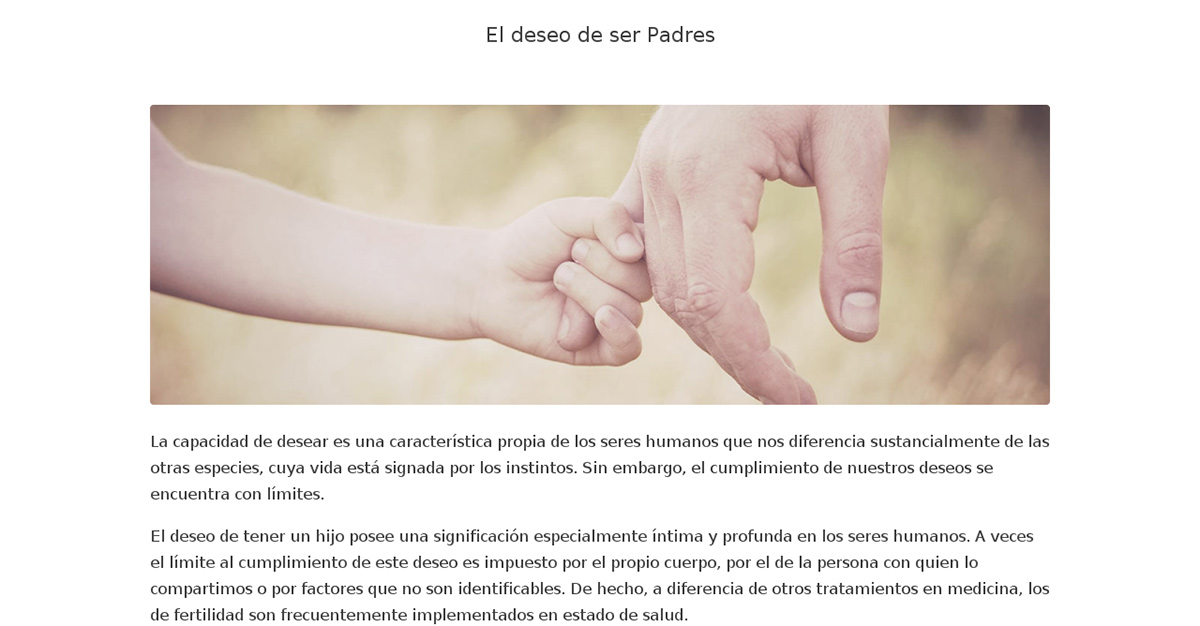 El deseo de ser Padres
La capacidad de desear es una característica propia de los seres humanos que nos diferencia sustancialmente de las
otras especies, cuya vida está signada por los instintos. Sin embargo, el cumplimiento de nuestros deseos se
encuentra con límites.
El deseo de tener un hijo posee una significación especialmente íntima y profunda en los seres humanos. A veces
el límite al cumplimiento de este deseo es impuesto por el propio cuerpo, por el de la persona con quien lo
compartimos o por factores que no son identificables. De hecho, a diferencia de otros tratamientos en medicina, los
de fertilidad son frecuentemente implementados en estado de salud.